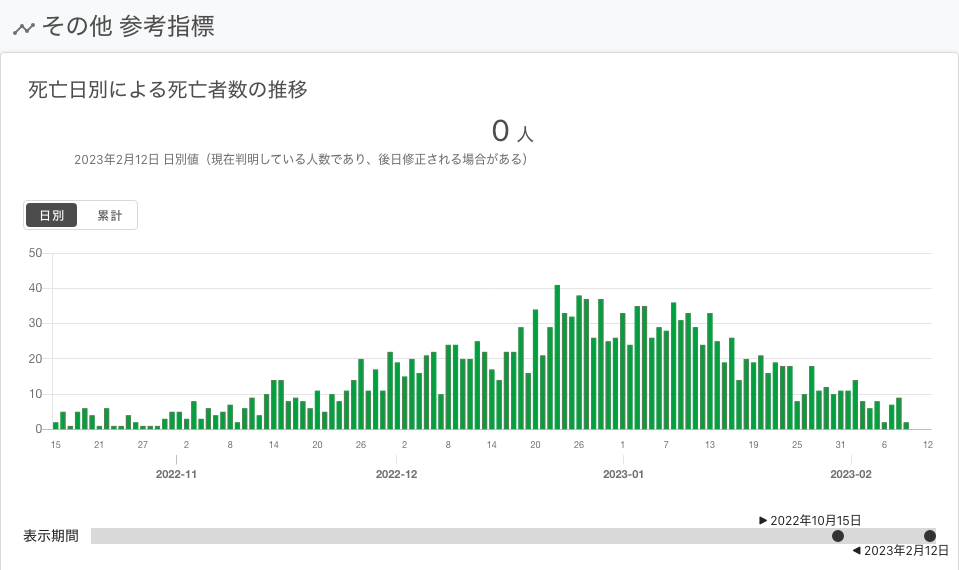 その他 参考指標
死亡日別による死亡者数の推移
0 人
2023年2月12日 日別値（現在判明している人数であり、後日修正される場合がある）
日別 累計
50
40
30
20
10
0
15 21 27 2 8 14 20 26 2 8 14 20 26 1 7 13 19 25 31 6 12
2022-11 2022-12 2023-01 2023-02
▶ 2022年10月15日
表示期間
◀ 2023年2月12日